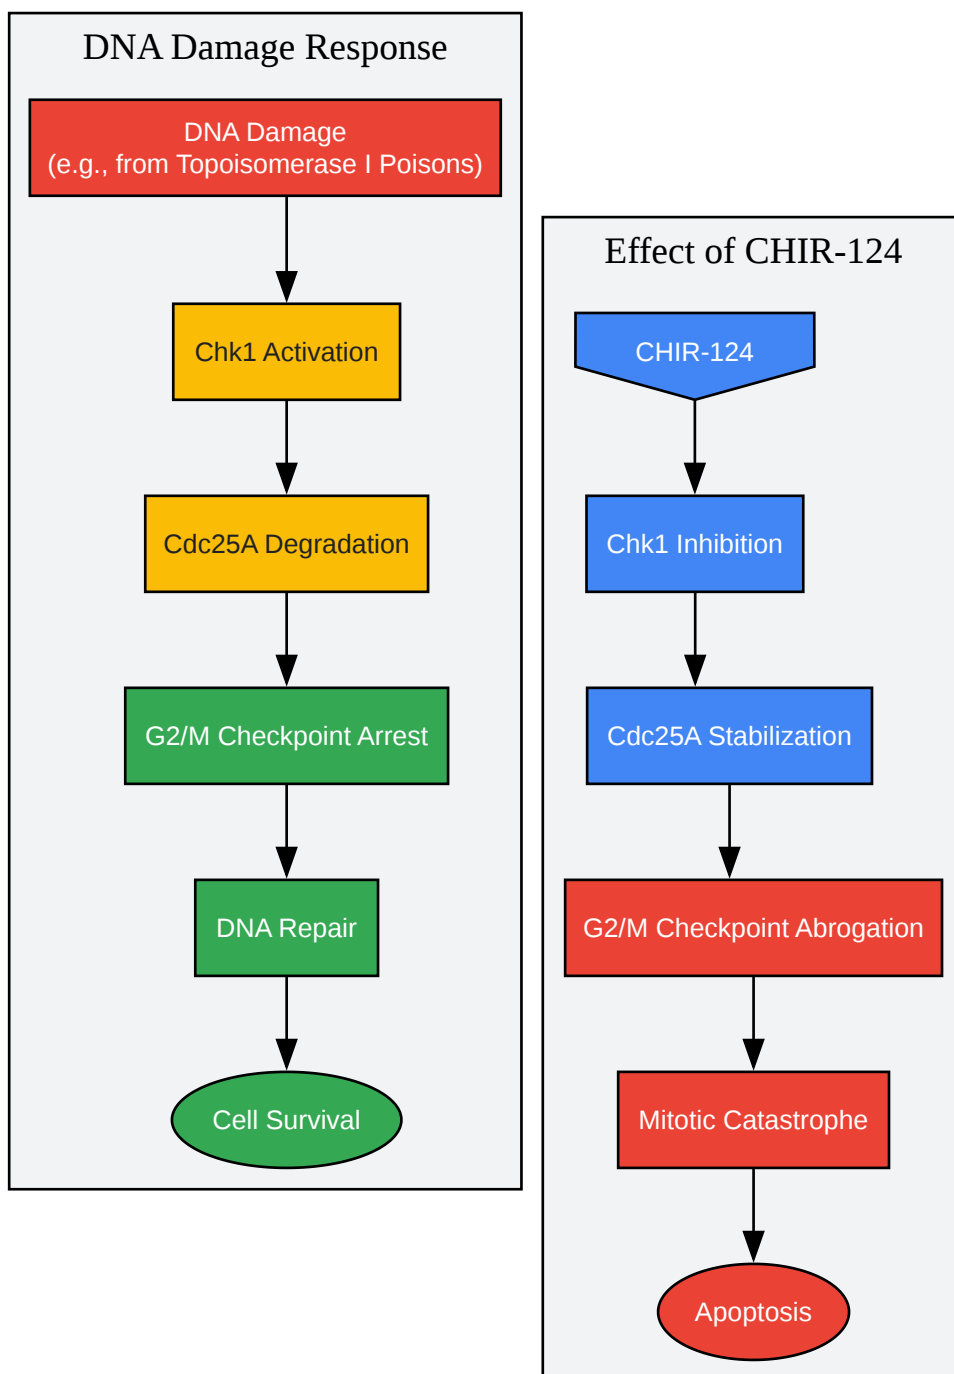 DNA Damage Response
DNA Damage
(e.g., from Topoisomerase I Poisons)
Chk1 Activation
Cdc25A Degradation
G2/M Checkpoint Arrest
DNA Repair
Cell Survival
Effect of CHIR-124
CHIR-124
Chk1 Inhibition
Cdc25A Stabilization
G2/M Checkpoint Abrogation
Mitotic Catastrophe
Apoptosis